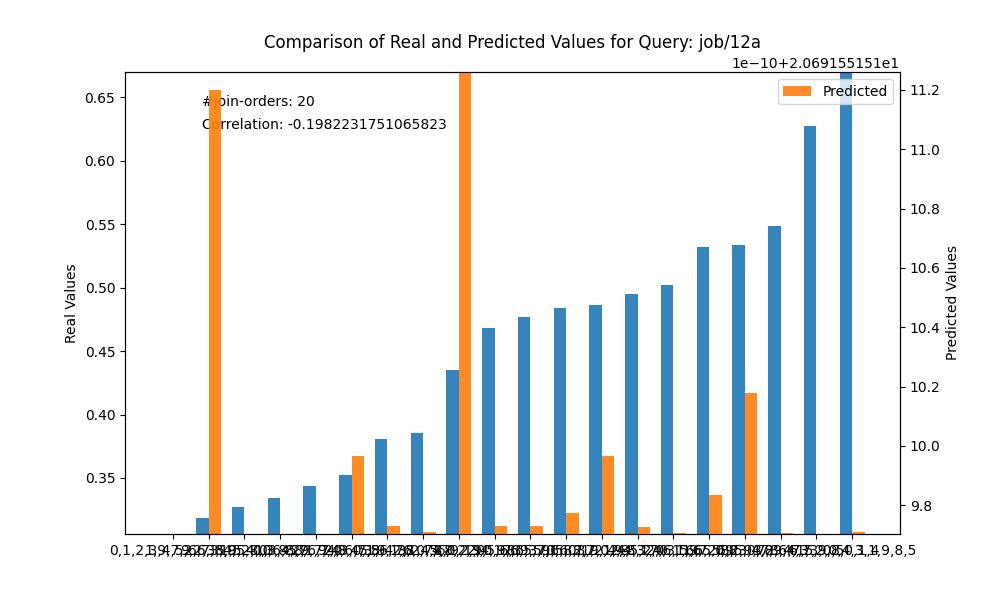 Comparison of Real and Predicted Values for Query: job/12a
1e−10+2.069155151e1
Predicted
#join-orders: 20
Correlation: -0.1982231751065823
0.65
0.60
0.55
0.50
0.45
0.40
0.35
Real Values
11.2
11.0
10.8
10.6
10.4
10.2
10.0
9.8
Predicted Values